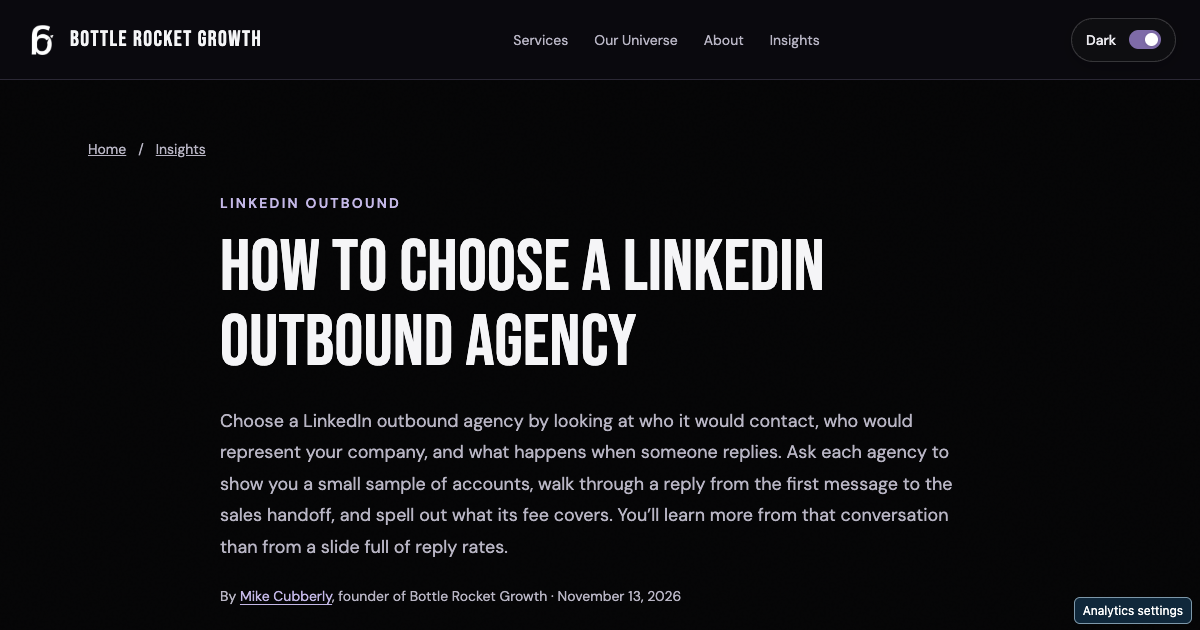 BOTTLE ROCKET GROWTH
Services
Our Universe
About
Insights
Dark
Home / Insights
LINKEDIN OUTBOUND
HOW TO CHOOSE A LINKEDIN
OUTBOUND AGENCY
Choose a LinkedIn outbound agency by looking at who it would contact, who would
represent your company, and what happens when someone replies. Ask each agency to
show you a small sample of accounts, walk through a reply from the first message to the
sales handoff, and spell out what its fee covers. You’ll learn more from that conversation
than from a slide full of reply rates.
By Mike Cubberly, founder of Bottle Rocket Growth · November 13, 2026
Analytics settings